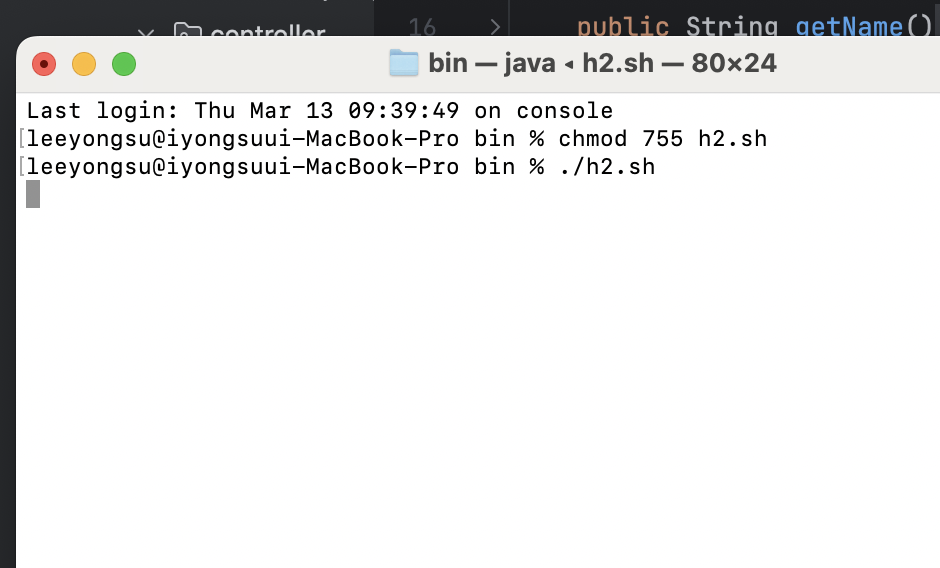 controller
16 public String getName()
bin — java ◂ h2.sh — 80×24
Last login: Thu Mar 13 09:39:49 on console
[leeyongsu@iyongsuui-MacBook-Pro bin % chmod 755 h2.sh
[leeyongsu@iyongsuui-MacBook-Pro bin % ./h2.sh